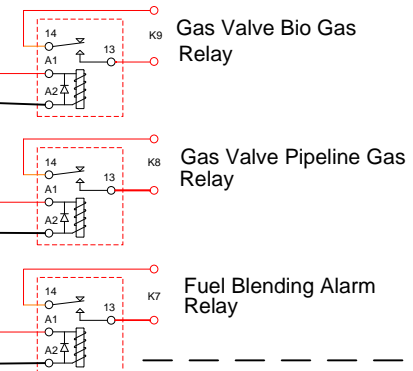 14
K9
Gas Valve Bio Gas
Relay
13
A1
A2
14
K8
Gas Valve Pipeline Gas
Relay
13
A1
A2
14
K7
Fuel Blending Alarm
Relay
13
A1
A2